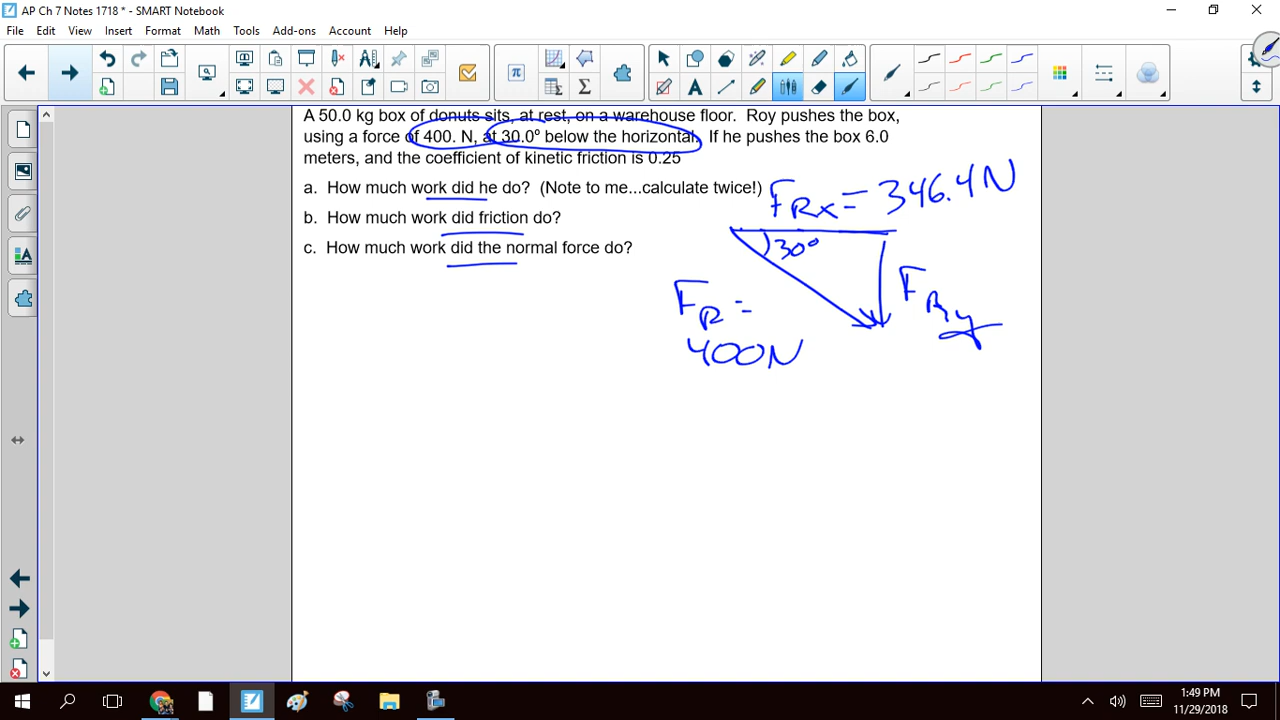 AP Ch 7 Notes 1718 * - SMART Notebook
File Edit View Insert Format Math Tools Add-ons Account Help
A 50.0 kg box of donuts sits, at rest, on a warehouse floor. Roy pushes the box,
using a force of 400. N, at 30.0º below the horizontal. If he pushes the box 6.0
meters, and the coefficient of kinetic friction is 0.25
a. How much work did he do? (Note to me...calculate twice!)
b. How much work did friction do?
c. How much work did the normal force do?
FRx = 346.4N
30º
FR =
400N
FRy
1:49 PM
11/29/2018